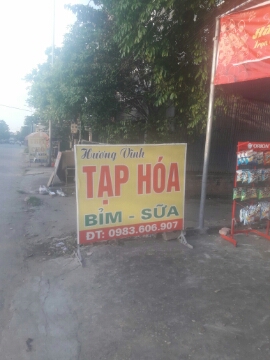 Hương Vinh
TẠP HÓA
BỈM - SỮA
ĐT: 0983.606.907